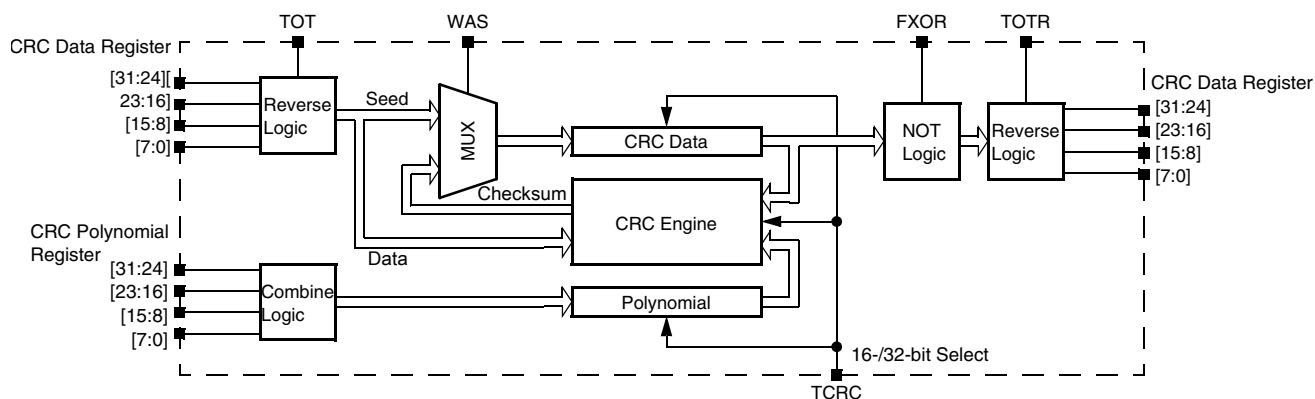 TOT
WAS
FXOR
TOTR
CRC Data Register
[31:24][
23:16]
[15:8]
[7:0]
Reverse
Logic
Seed
MUX
CRC Data
NOT
Logic
Reverse
Logic
CRC Data Register
[31:24]
[23:16]
[15:8]
[7:0]
Checksum
CRC Engine
Data
CRC Polynomial
Register
[31:24]
[23:16]
[15:8]
[7:0]
Combine
Logic
Polynomial
16-/32-bit Select
TCRC